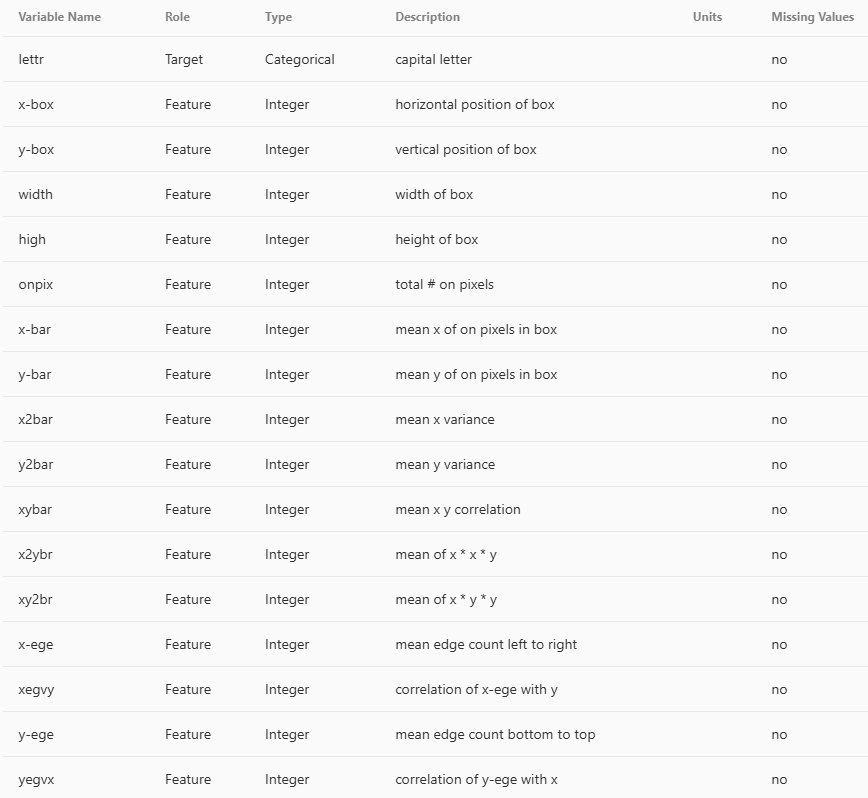 Variable Name Role Type Description Units Missing Values
lettr Target Categorical capital letter no
x-box Feature Integer horizontal position of box no
y-box Feature Integer vertical position of box no
width Feature Integer width of box no
high Feature Integer height of box no
onpix Feature Integer total # on pixels no
x-bar Feature Integer mean x of on pixels in box no
y-bar Feature Integer mean y of on pixels in box no
x2bar Feature Integer mean x variance no
y2bar Feature Integer mean y variance no
xybar Feature Integer mean x y correlation no
x2ybr Feature Integer mean of x * x * y no
xy2br Feature Integer mean of x * y * y no
x-ege Feature Integer mean edge count left to right no
xegvy Feature Integer correlation of x-ege with y no
y-ege Feature Integer mean edge count bottom to top no
yegvx Feature Integer correlation of y-ege with x no